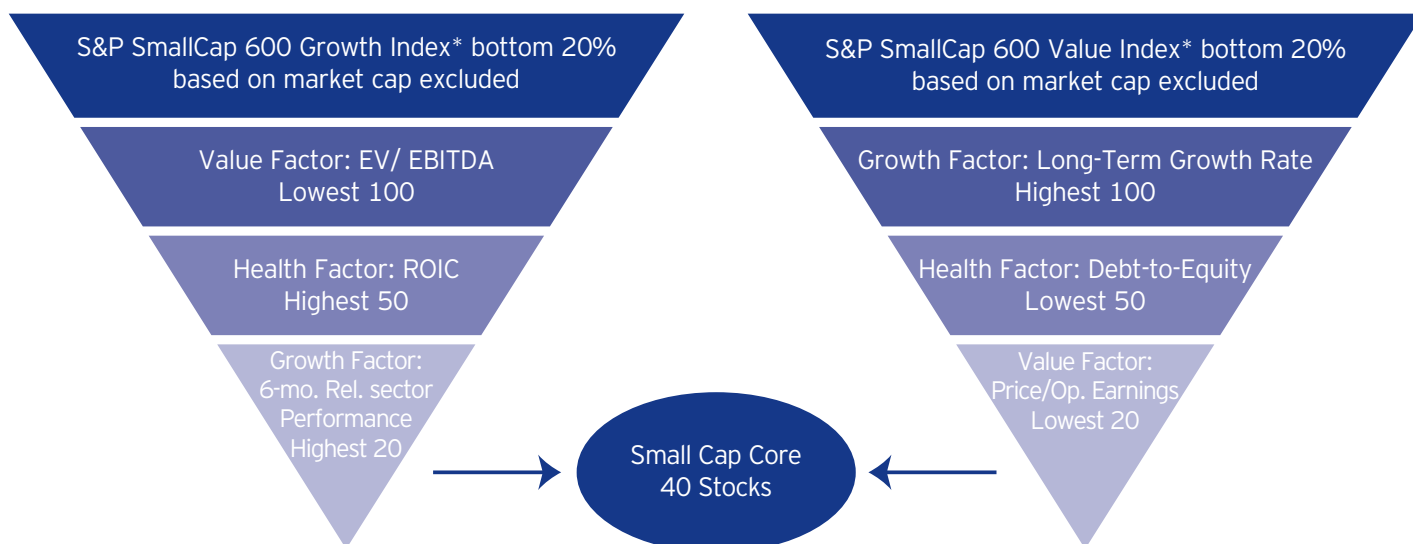 S&P SmallCap 600 Growth Index* bottom 20%
based on market cap excluded
Value Factor: EV/ EBITDA
Lowest 100
Health Factor: ROIC
Highest 50
Growth Factor:
6-mo. Rel. sector
Performance
Highest 20
S&P SmallCap 600 Value Index* bottom 20%
based on market cap excluded
Growth Factor: Long-Term Growth Rate
Highest 100
Health Factor: Debt-to-Equity
Lowest 50
Value Factor:
Price/Op. Earnings
Lowest 20
Small Cap Core
40 Stocks